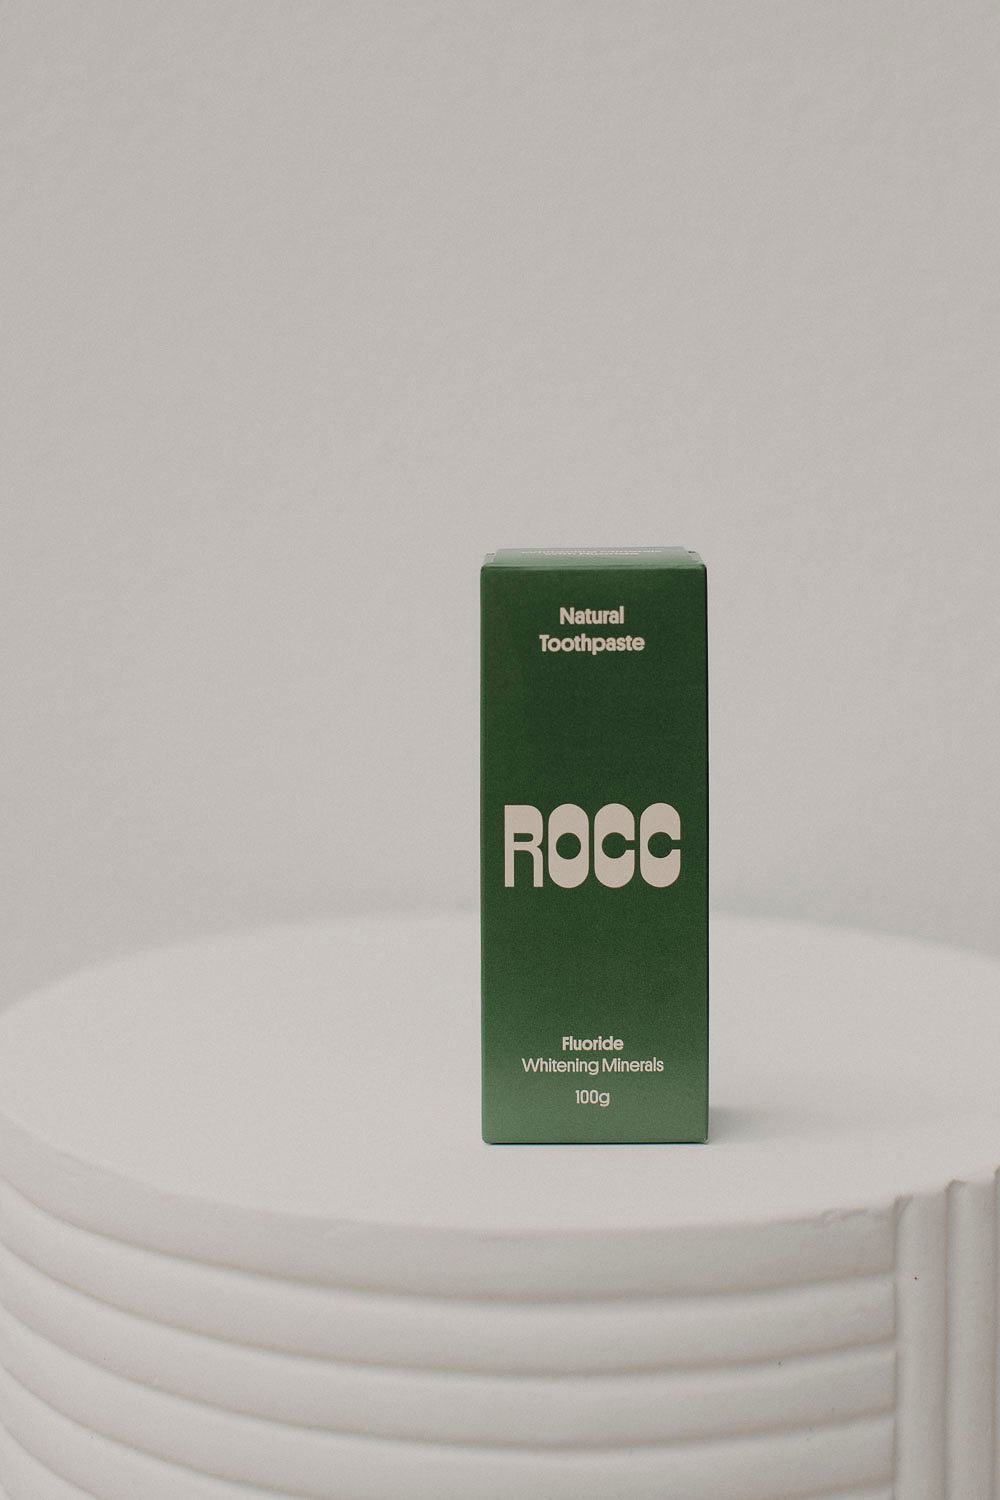 Natural
Toothpaste
ROCC
Fluoride
Whitening Minerals
100g